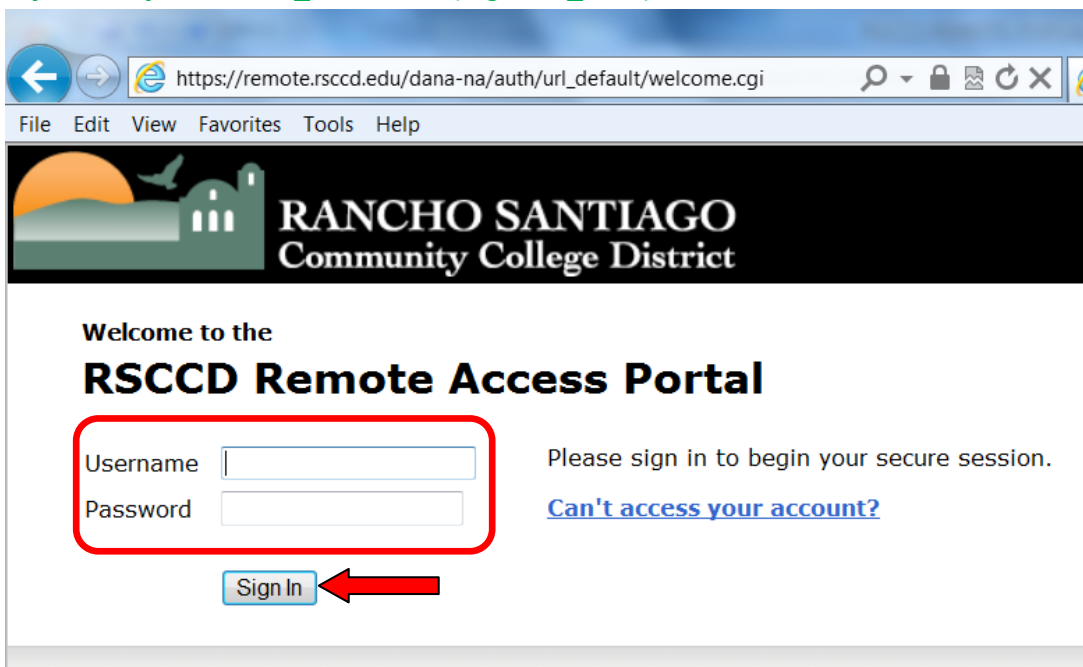 https://remote.rsccd.edu/dana-na/auth/url_default/welcome.cgi
File Edit View Favorites Tools Help
RANCHO SANTIAGO
Community College District
Welcome to the
RSCCD Remote Access Portal
Username
Please sign in to begin your secure session.
Password
Can't access your account?
Sign In